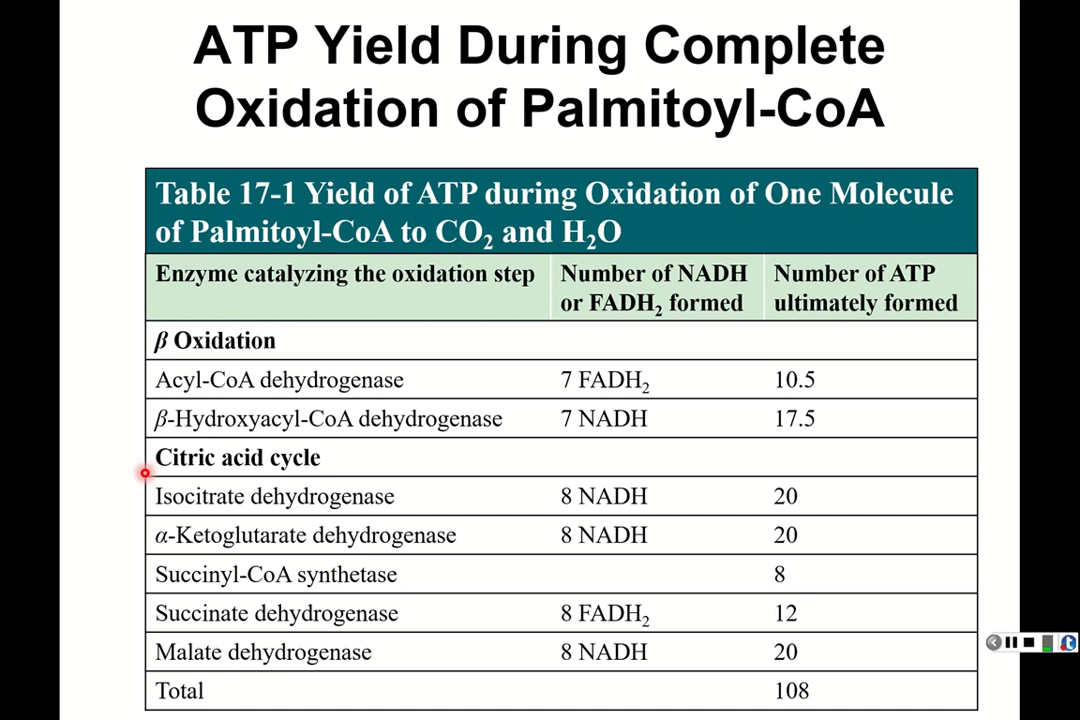 ATP Yield During Complete
Oxidation of Palmitoyl-CoA
Table 17-1 Yield of ATP during Oxidation of One Molecule
of Palmitoyl-CoA to CO₂ and H₂O
Enzyme catalyzing the oxidation step Number of NADH or FADH₂ formed Number of ATP ultimately formed
β Oxidation
Acyl-CoA dehydrogenase 7 FADH₂ 10.5
β-Hydroxyacyl-CoA dehydrogenase 7 NADH 17.5
Citric acid cycle
Isocitrate dehydrogenase 8 NADH 20
α-Ketoglutarate dehydrogenase 8 NADH 20
Succinyl-CoA synthetase 8
Succinate dehydrogenase 8 FADH₂ 12
Malate dehydrogenase 8 NADH 20
Total 108